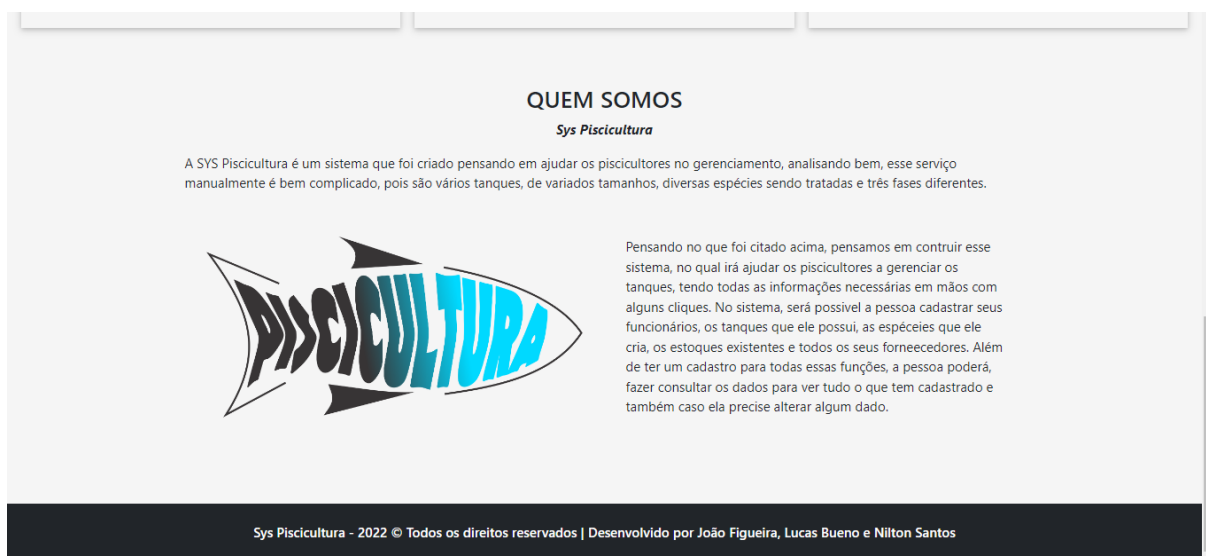 QUEM SOMOS
Sys Piscicultura
A SYS Piscicultura é um sistema que foi criado pensando em ajudar os piscicultores no gerenciamento, analisando bem, esse serviço
manualmente é bem complicado, pois são vários tanques, de variados tamanhos, diversas espécies sendo tratadas e três fases diferentes.
PISCICULTURA
Pensando no que foi citado acima, pensamos em contruir esse
sistema, no qual irá ajudar os piscicultores a gerenciar os
tanques, tendo todas as informações necessárias em mãos com
alguns cliques. No sistema, será possivel a pessoa cadastrar seus
funcionários, os tanques que ele possui, as espéceies que ele
cria, os estoques existentes e todos os seus forneecedores. Além
de ter um cadastro para todas essas funções, a pessoa poderá,
fazer consultar os dados para ver tudo o que tem cadastrado e
também caso ela precise alterar algum dado.
Sys Piscicultura - 2022 © Todos os direitos reservados | Desenvolvido por João Figueira, Lucas Bueno e Nilton Santos